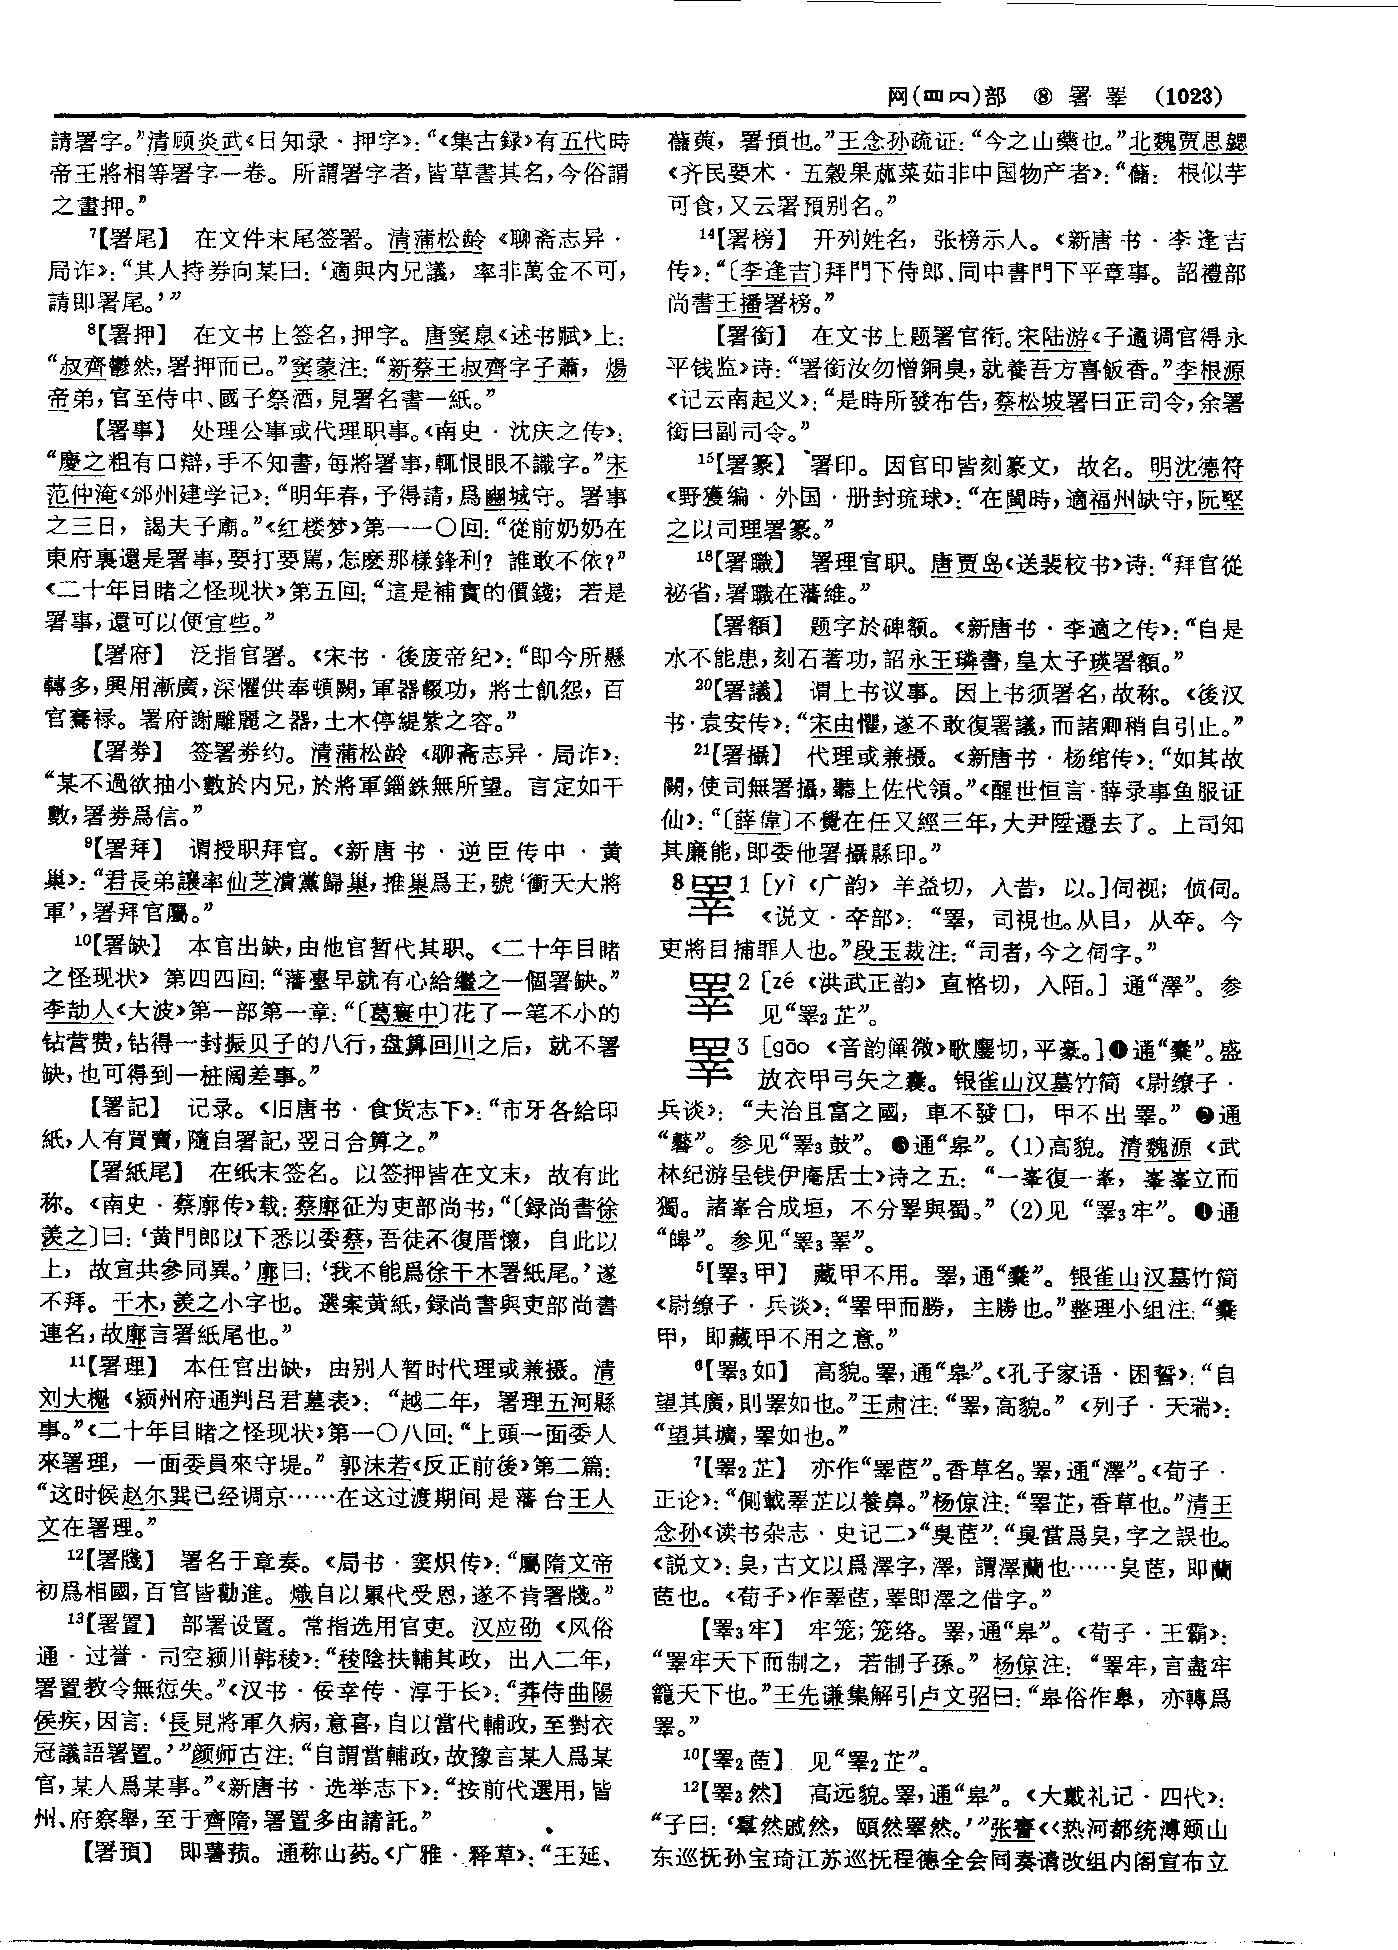 网(罒㓁)部 ⑧ 署 睪 (1023)
請署字。”清顾炎武《日知录·押字》：“《集古録》有五代時
帝王將相等署字一卷。所謂署字者，皆草書其名，今俗謂
之畫押。”
7【署尾】 在文件末尾签署。清蒲松龄《聊斋志异·
局诈》：“其人持券向某曰：‘適與内兄議，率非萬金不可，
請即署尾。’”
8【署押】 在文书上签名，押字。唐窦臮《述书赋》上：
“叔齊鬱然，署押而已。”窦蒙注：“新蔡王叔齊字子蕭，煬
帝弟，官至侍中、國子祭酒，見署名書一紙。”
【署事】 处理公事或代理职事。《南史·沈庆之传》：
“慶之粗有口辯，手不知書，每將署事，輒恨眼不識字。”宋
范仲淹《邠州建学记》：“明年春，予得請，爲豳城守。署事
之三日，謁夫子廟。”《红楼梦》第一一〇回：“從前奶奶在
東府裏還是署事，要打要罵，怎麽那樣鋒利？誰敢不依？”
《二十年目睹之怪现状》第五回：“這是補實的價錢；若是
署事，還可以便宜些。”
【署府】 泛指官署。《宋书·後废帝纪》：“即今所懸
轉多，興用漸廣，深懼供奉頓闕，軍器輟功，將士飢怨，百
官騫禄。署府謝雕麗之器，土木停緹紫之容。”
【署券】 签署券约。清蒲松龄《聊斋志异·局诈》：
“某不過欲抽小數於内兄，於將軍錙銖無所望。言定如干
數，署券爲信。”
9【署拜】 谓授职拜官。《新唐书·逆臣传中·黄
巢》：“君長弟讓率仙芝潰黨歸巢，推巢爲王，號‘衝天大將
軍’，署拜官屬。”
10【署缺】 本官出缺，由他官暂代其职。《二十年目睹
之怪现状》第四四回：“藩臺早就有心給繼之一個署缺。”
李劼人《大波》第一部第一章：“〔葛寰中〕花了一笔不小的
钻营费，钻得一封振贝子的八行，盘算回川之后，就不署
缺，也可得到一桩阔差事。”
【署記】 记录。《旧唐书·食货志下》：“市牙各給印
紙，人有買賣，隨自署記，翌日合算之。”
【署紙尾】 在纸末签名。以签押皆在文末，故有此
称。《南史·蔡廓传》载：蔡廓征为吏部尚书，“〔録尚書徐
羨之〕曰：‘黄門郎以下悉以委蔡，吾徒不復厝懷，自此以
上，故宜共參同異。’廓曰：‘我不能爲徐干木署紙尾。’遂
不拜。干木，羨之小字也。選案黄紙，録尚書與吏部尚書
連名，故廓言署紙尾也。”
11【署理】 本任官出缺，由别人暂时代理或兼摄。清
刘大櫆《颍州府通判吕君墓表》：“越二年，署理五河縣
事。”《二十年目睹之怪现状》第一〇八回：“上頭一面委人
來署理，一面委員來守堤。”郭沫若《反正前後》第二篇：
“这时侯赵尔巽已经调京……在这过渡期间是藩台王人
文在署理。”
12【署牋】 署名于章奏。《周书·窦炽传》：“屬隋文帝
初爲相國，百官皆勸進。熾自以累代受恩，遂不肯署牋。”
13【署置】 部署设置。常指选用官吏。汉应劭《风俗
通·过誉·司空颍川韩棱》：“稜陰扶輔其政，出入二年，
署置教令無愆失。”《汉书·佞幸传·淳于长》：“莽侍曲陽
侯疾，因言：‘長見將軍久病，意喜，自以當代輔政，至對衣
冠議語署置。’”颜师古注：“自謂當輔政，故豫言某人爲某
官，某人爲某事。”《新唐书·选举志下》：“按前代選用，皆
州、府察舉，至于齊隋，署置多由請託。”
【署預】 即薯蓣。通称山药。《广雅·释草》：“王延、
藷萸，署預也。”王念孙疏证：“今之山藥也。”北魏贾思勰
《齐民要术·五穀果蓏菜茹非中国物产者》：“藷：根似芋
可食，又云署預别名。”
14【署榜】 开列姓名，张榜示人。《新唐书·李逢吉
传》：“〔李逢吉〕拜門下侍郎、同中書門下平章事。詔禮部
尚書王播署榜。”
【署銜】 在文书上题署官衔。宋陆游《子遹调官得永
平钱监》诗：“署銜汝勿憎銅臭，就養吾方喜飯香。”李根源
《记云南起义》：“是時所發布告，蔡松坡署曰正司令，余署
銜曰副司令。”
15【署篆】 署印。因官印皆刻篆文，故名。明沈德符
《野獲编·外国·册封琉球》：“在閩時，適福州缺守，阮堅
之以司理署篆。”
18【署職】 署理官职。唐贾岛《送裴校书》诗：“拜官從
祕省，署職在藩維。”
【署額】 题字於碑额。《新唐书·李適之传》：“自是
水不能患，刻石著功，詔永王璘書，皇太子瑛署額。”
20【署議】 谓上书议事。因上书须署名，故称。《後汉
书·袁安传》：“宋由懼，遂不敢復署議，而諸卿稍自引止。”
21【署攝】 代理或兼摄。《新唐书·杨绾传》：“如其故
闕，使司無署攝，聽上佐代領。”《醒世恒言·薛录事鱼服证
仙》：“〔薛偉〕不覺在任又經三年，大尹陞遷去了。上司知
其廉能，即委他署攝縣印。”
8睪1 [yì 《广韵》羊益切，入昔，以。]伺视；侦伺。
《说文·㚔部》：“睪，司視也。从目，从㚔。今
吏將目捕罪人也。”段玉裁注：“司者，今之伺字。”
睪2 [zé 《洪武正韵》直格切，入陌。] 通“澤”。参
见“睪2芷”。
睪3 [gāo 《音韵阐微》歌鏖切，平豪。]❶通“櫜”。盛
放衣甲弓矢之囊。银雀山汉墓竹简《尉缭子·
兵谈》：“夫治且富之國，車不發□，甲不出睪。”❷通
“鼛”。参见“睪3鼓”。❸通“皋”。(1)高貌。清魏源《武
林纪游呈钱伊庵居士》诗之五：“一峯復一峯，峯峯立而
獨。諸峯合成垣，不分睪與蜀。”(2)见“睪3牢”。❹通
“皞”。参见“睪3睪”。
5【睪3甲】 藏甲不用。睪，通“櫜”。银雀山汉墓竹简
《尉缭子·兵谈》：“睪甲而勝，主勝也。”整理小组注：“櫜
甲，即藏甲不用之意。”
6【睪3如】 高貌。睪，通“皋”。《孔子家语·困誓》：“自
望其廣，則睪如也。”王肃注：“睪，高貌。”《列子·天瑞》：
“望其壙，睪如也。”
7【睪2芷】 亦作“睪茝”。香草名。睪，通“澤”。《荀子·
正论》：“側載睪芷以養鼻。”杨倞注：“睪芷，香草也。”清王
念孙《读书杂志·史记二》“臭茝”：“臭當爲㚖，字之誤也。
《説文》：㚖，古文以爲澤字，澤，謂澤蘭也……㚖茝，即蘭
茝也。《荀子》作睪茝，睪即澤之借字。”
【睪3牢】 牢笼；笼络。睪，通“皋”。《荀子·王霸》：
“睪牢天下而制之，若制子孫。”杨倞注：“睪牢，言盡牢
籠天下也。”王先谦集解引卢文弨曰：“皋俗作皐，亦轉爲
睪。”
10【睪2茝】 见“睪2芷”。
12【睪3然】 高远貌。睪，通“皋”。《大戴礼记·四代》：
“子曰：‘羣然戚然，頤然睪然。’”张謇《《热河都统溥颋山
东巡抚孙宝琦江苏巡抚程德全会同奏请改组内阁宣布立